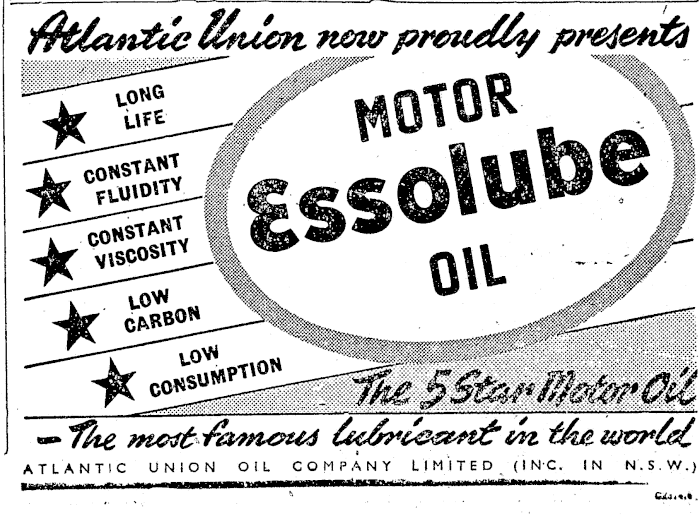 Atlantic Union now proudly presents
LONG
LIFE
CONSTANT
FLUIDITY
CONSTANT
VISCOSITY
LOW
CARBON
LOW
CONSUMPTION
MOTOR
Essolube
OIL
The 5 Star Motor Oil
- The most famous lubricant in the world
ATLANTIC UNION OIL COMPANY LIMITED (INC. IN N.S.W.)